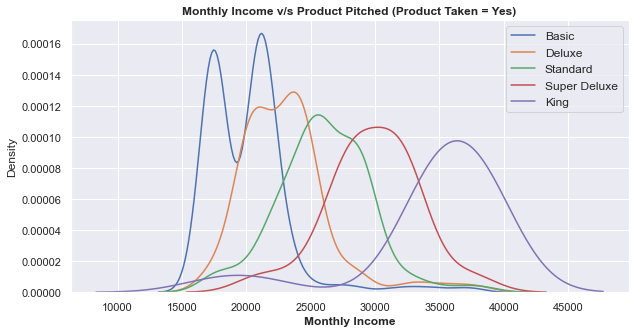 Monthly Income v/s Product Pitched (Product Taken = Yes)
Basic
Deluxe
Standard
Super Deluxe
King
0.00016
0.00014
0.00012
0.00010
0.00008
0.00006
0.00004
0.00002
0.00000
Density
10000 15000 20000 25000 30000 35000 40000 45000
Monthly Income